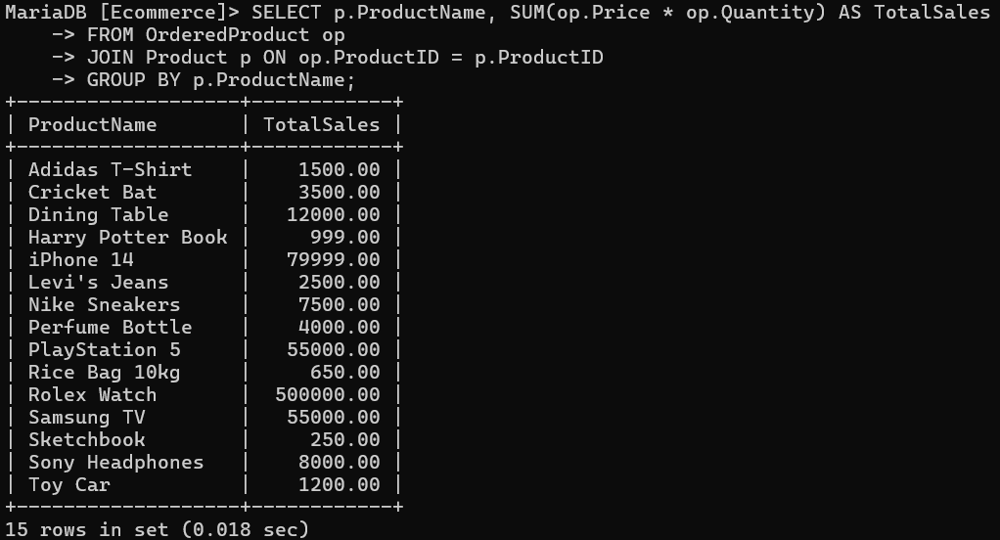 MariaDB [Ecommerce]> SELECT p.ProductName, SUM(op.Price * op.Quantity) AS TotalSales
    -> FROM OrderedProduct op
    -> JOIN Product p ON op.ProductID = p.ProductID
    -> GROUP BY p.ProductName;
+-------------------+------------+
| ProductName       | TotalSales |
+-------------------+------------+
| Adidas T-Shirt    |    1500.00 |
| Cricket Bat       |    3500.00 |
| Dining Table      |   12000.00 |
| Harry Potter Book |     999.00 |
| iPhone 14         |   79999.00 |
| Levi's Jeans      |    2500.00 |
| Nike Sneakers     |    7500.00 |
| Perfume Bottle    |    4000.00 |
| PlayStation 5     |   55000.00 |
| Rice Bag 10kg     |     650.00 |
| Rolex Watch       |  500000.00 |
| Samsung TV        |   55000.00 |
| Sketchbook        |     250.00 |
| Sony Headphones   |    8000.00 |
| Toy Car           |    1200.00 |
+-------------------+------------+
15 rows in set (0.018 sec)